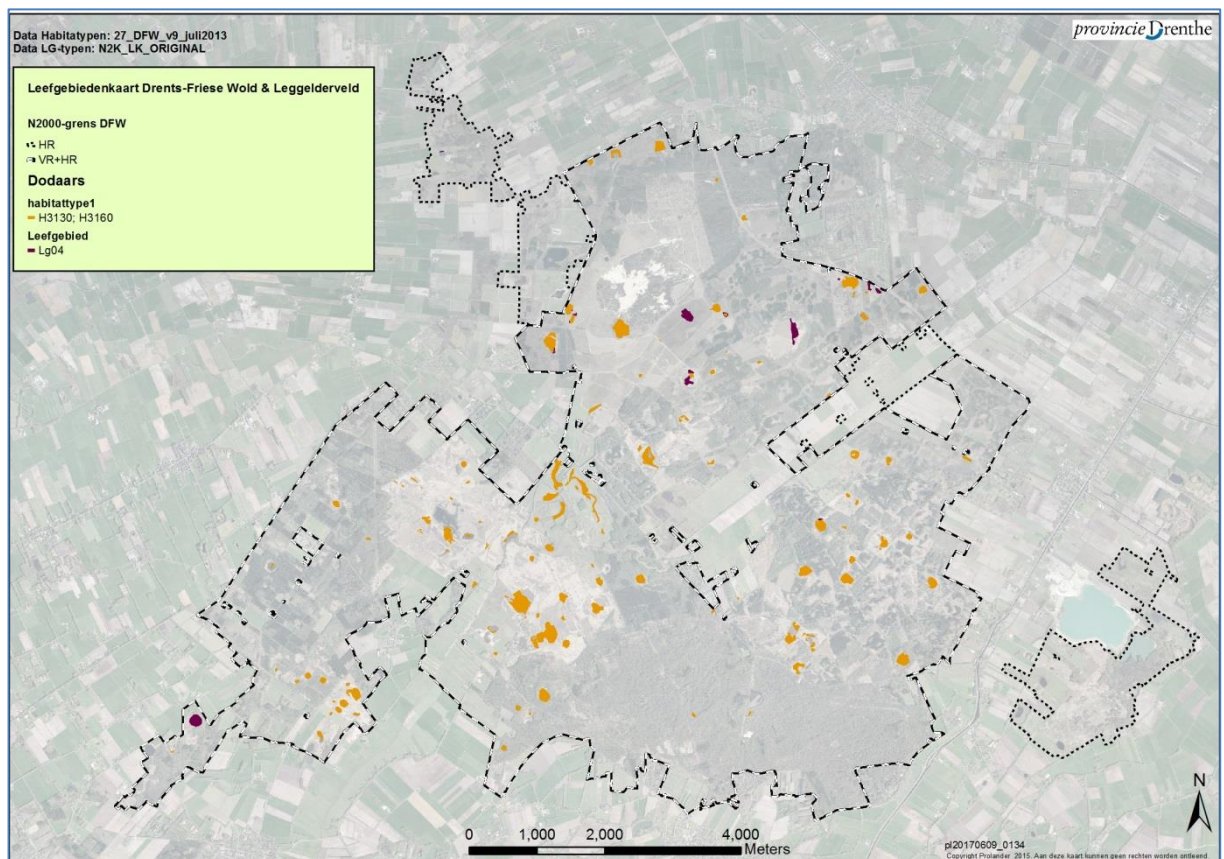 Data Habitatypen: 27_DFW_v9_juli2013
Data LG-typen: N2K_LK_ORIGINAL
provincie Drenthe
Leefgebiedenkaart Drents-Friese Wold & Leggelderveld
N2000-grens DFW
HR
VR+HR
Dodaars
habitattype1
H3130; H3160
Leefgebied
Lg04
N
0 1,000 2,000 4,000
Meters
pl20170609_0134
Copyright Prolander, 2015. Aan deze kaart kunnen geen rechten worden ontleend